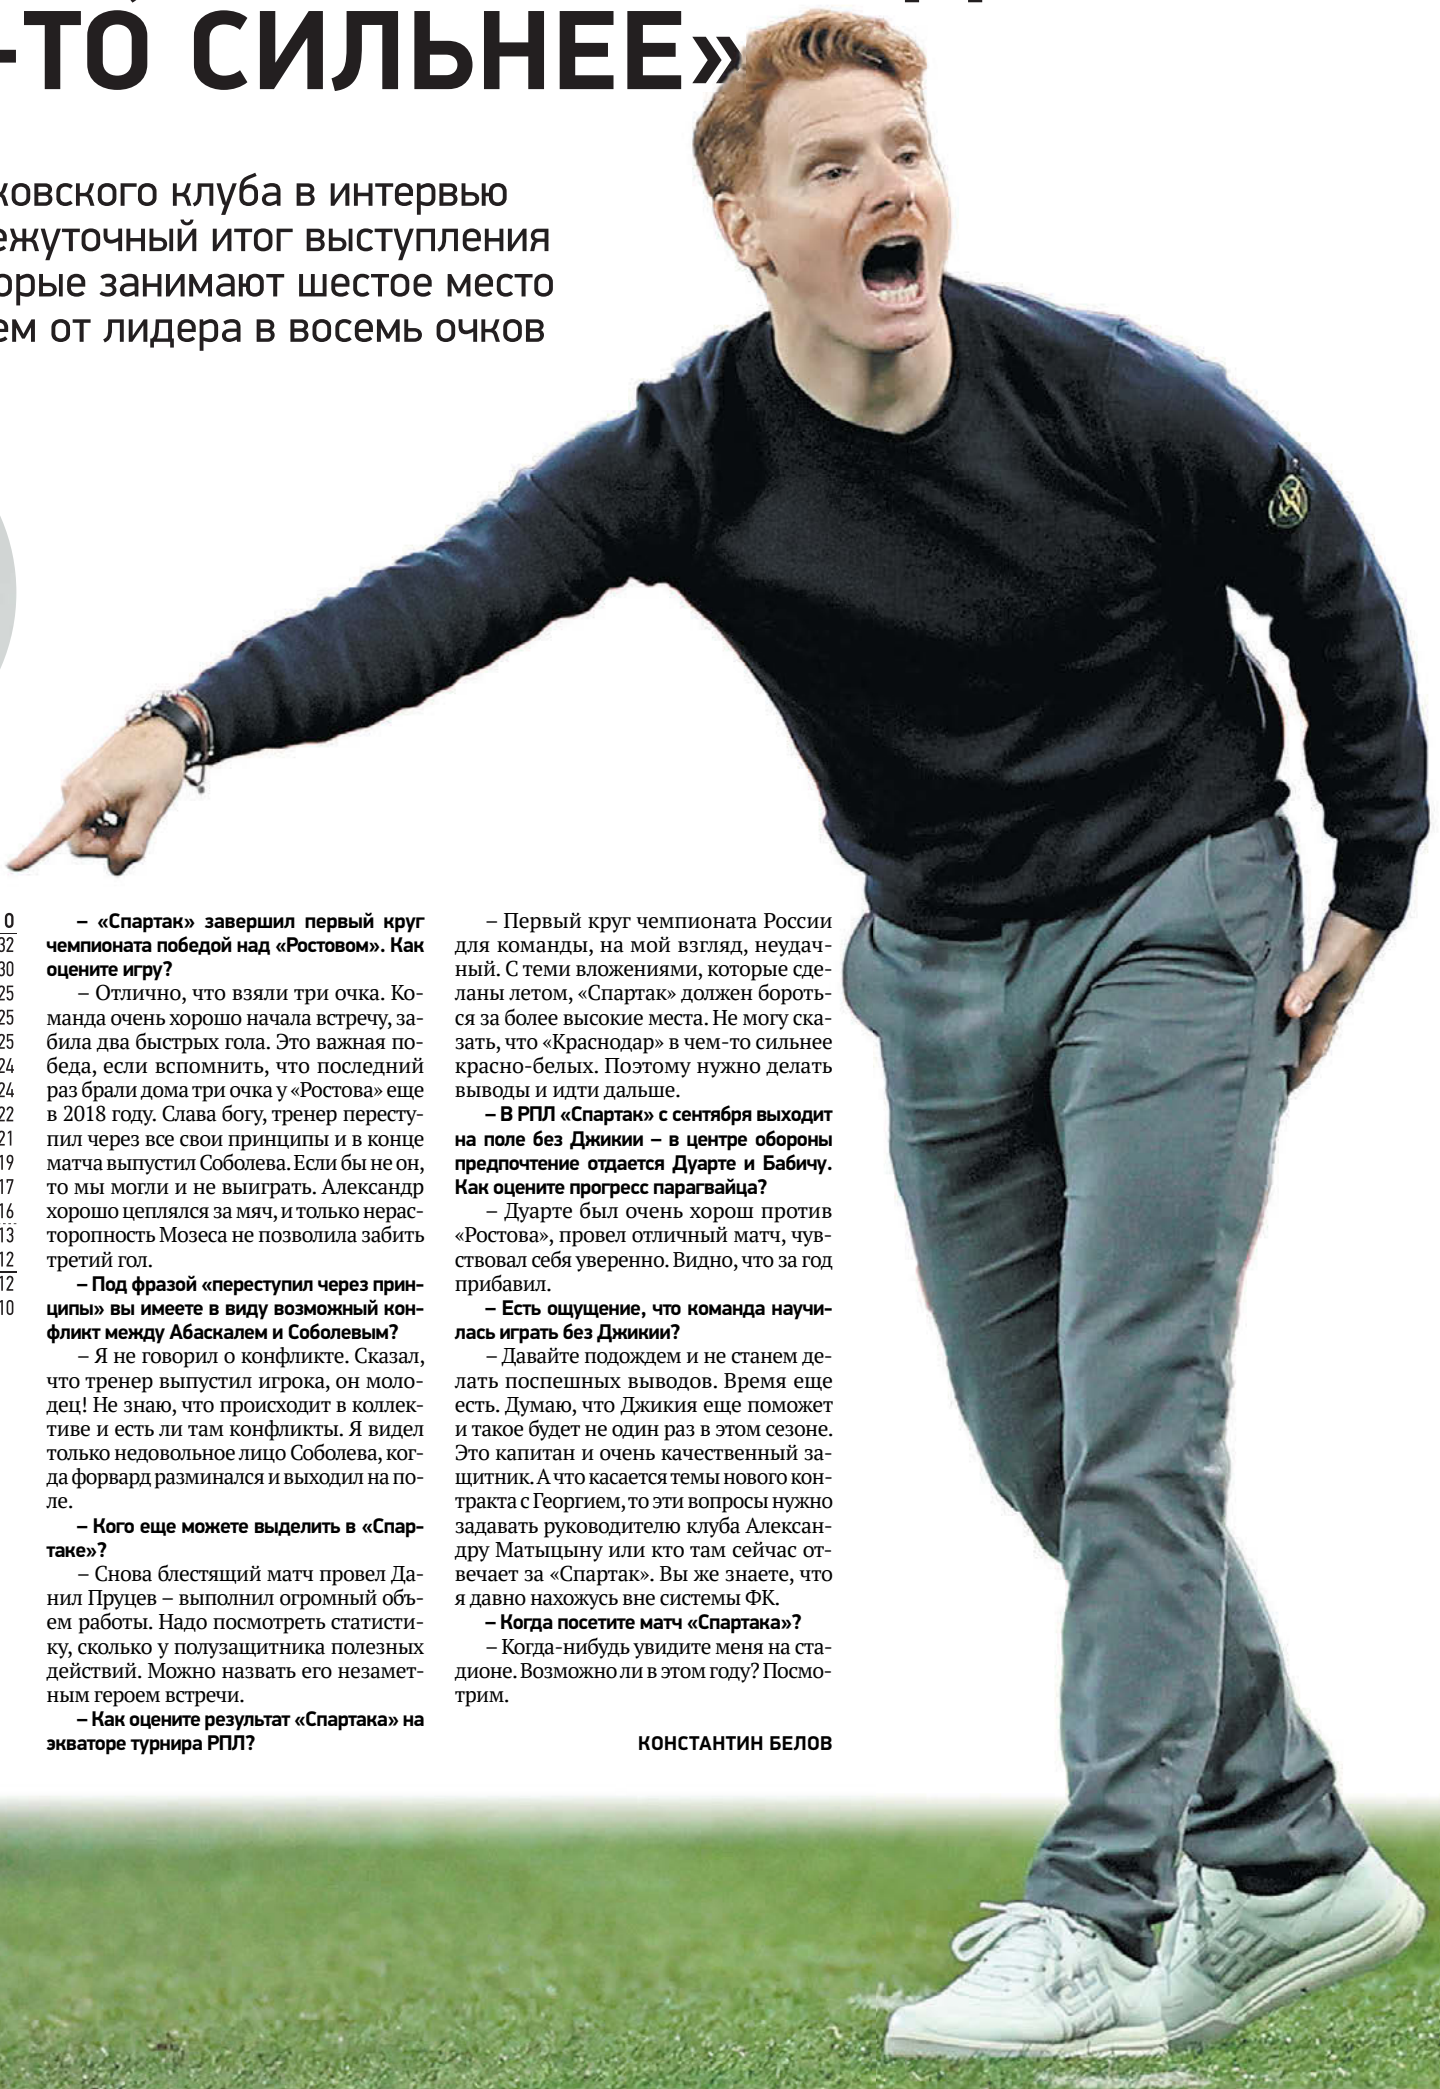 -ТО СИЛЬНЕЕ»
ковского клуба в интервью
ежуточный итог выступления
орые занимают шестое место
ем от лидера в восемь очков
О
32
30
25
25
25
24
24
22
21
19
17
16
13
12
12
10
– «Спартак» завершил первый круг
чемпионата победой над «Ростовом». Как
оцените игру?
– Отлично, что взяли три очка. Ко-
манда очень хорошо начала встречу, за-
била два быстрых гола. Это важная по-
беда, если вспомнить, что последний
раз брали дома три очка у «Ростова» еще
в 2018 году. Слава богу, тренер пересту-
пил через все свои принципы и в конце
матча выпустил Соболева. Если бы не он,
то мы могли и не выиграть. Александр
хорошо цеплялся за мяч, и только нерас-
торопность Мозеса не позволила забить
третий гол.
– Под фразой «переступил через прин-
ципы» вы имеете в виду возможный кон-
фликт между Абаскалем и Соболевым?
– Я не говорил о конфликте. Сказал,
что тренер выпустил игрока, он моло-
дец! Не знаю, что происходит в коллек-
тиве и есть ли там конфликты. Я видел
только недовольное лицо Соболева, ког-
да форвард разминался и выходил на по-
ле.
– Кого еще можете выделить в «Спар-
таке»?
– Снова блестящий матч провел Да-
нил Пруцев – выполнил огромный объ-
ем работы. Надо посмотреть статисти-
ку, сколько у полузащитника полезных
действий. Можно назвать его незамет-
ным героем встречи.
– Как оцените результат «Спартака» на
экваторе турнира РПЛ?
– Первый круг чемпионата России
для команды, на мой взгляд, неудач-
ный. С теми вложениями, которые сде-
ланы летом, «Спартак» должен бороть-
ся за более высокие места. Не могу ска-
зать, что «Краснодар» в чем-то сильнее
красно-белых. Поэтому нужно делать
выводы и идти дальше.
– В РПЛ «Спартак» с сентября выходит
на поле без Джикии – в центре обороны
предпочтение отдается Дуарте и Бабичу.
Как оцените прогресс парагвайца?
– Дуарте был очень хорош против
«Ростова», провел отличный матч, чув-
ствовал себя уверенно. Видно, что за год
прибавил.
– Есть ощущение, что команда научи-
лась играть без Джикии?
– Давайте подождем и не станем де-
лать поспешных выводов. Время еще
есть. Думаю, что Джикия еще поможет
и такое будет не один раз в этом сезоне.
Это капитан и очень качественный за-
щитник. А что касается темы нового кон-
тракта с Георгием, то эти вопросы нужно
задавать руководителю клуба Алексан-
дру Матыцыну или кто там сейчас от-
вечает за «Спартак». Вы же знаете, что
я давно нахожусь вне системы ФК.
– Когда посетите матч «Спартака»?
– Когда-нибудь увидите меня на ста-
дионе. Возможно ли в этом году? Посмо-
трим.
КОНСТАНТИН БЕЛОВ